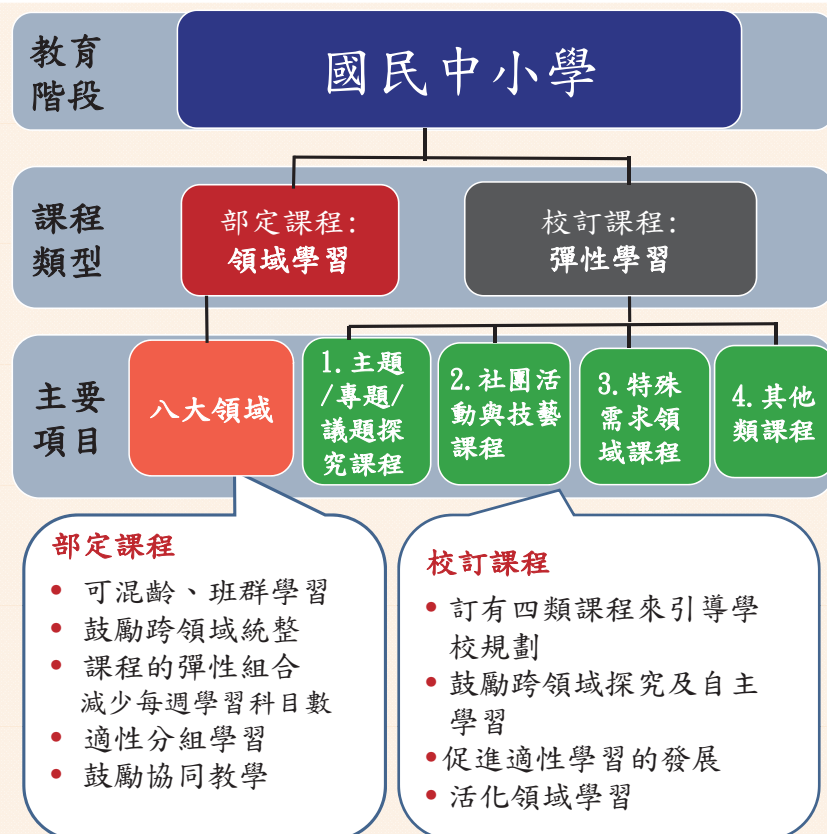 教育
階段
國民中小學
課程
類型
部定課程:
領域學習
校訂課程:
彈性學習
主要
項目
八大領域
1.主題
/專題/
議題探
究課程
2.社團活
動與技藝
課程
3.特殊
需求領
域課程
4.其他
類課程
部定課程
• 可混齡、班群學習
• 鼓勵跨領域統整
• 課程的彈性組合
減少每週學習科目數
• 適性分組學習
• 鼓勵協同教學
校訂課程
• 訂有四類課程來引導學
校規劃
• 鼓勵跨領域探究及自主
學習
• 促進適性學習的發展
• 活化領域學習